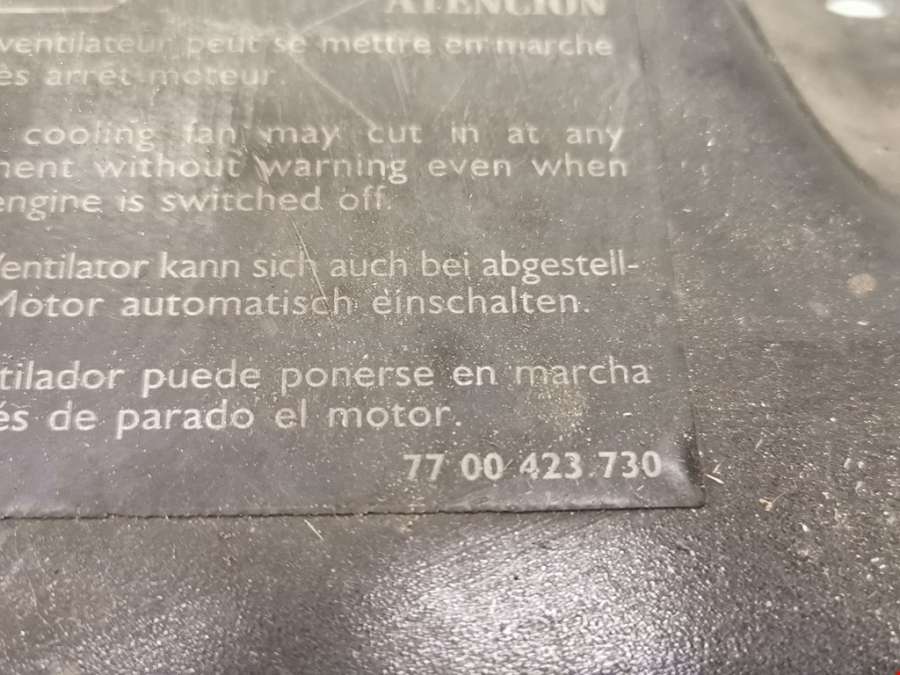 ATENCION
ventilateur peut se mettre en marche
ès arrêt moteur.
cooling fan may cut in at any
ment without warning even when
engine is switched off.
Ventilator kann sich auch bei abgestell-
Motor automatisch einschalten.
tilador puede ponerse en marcha
és de parado el motor.
77 00 423.730